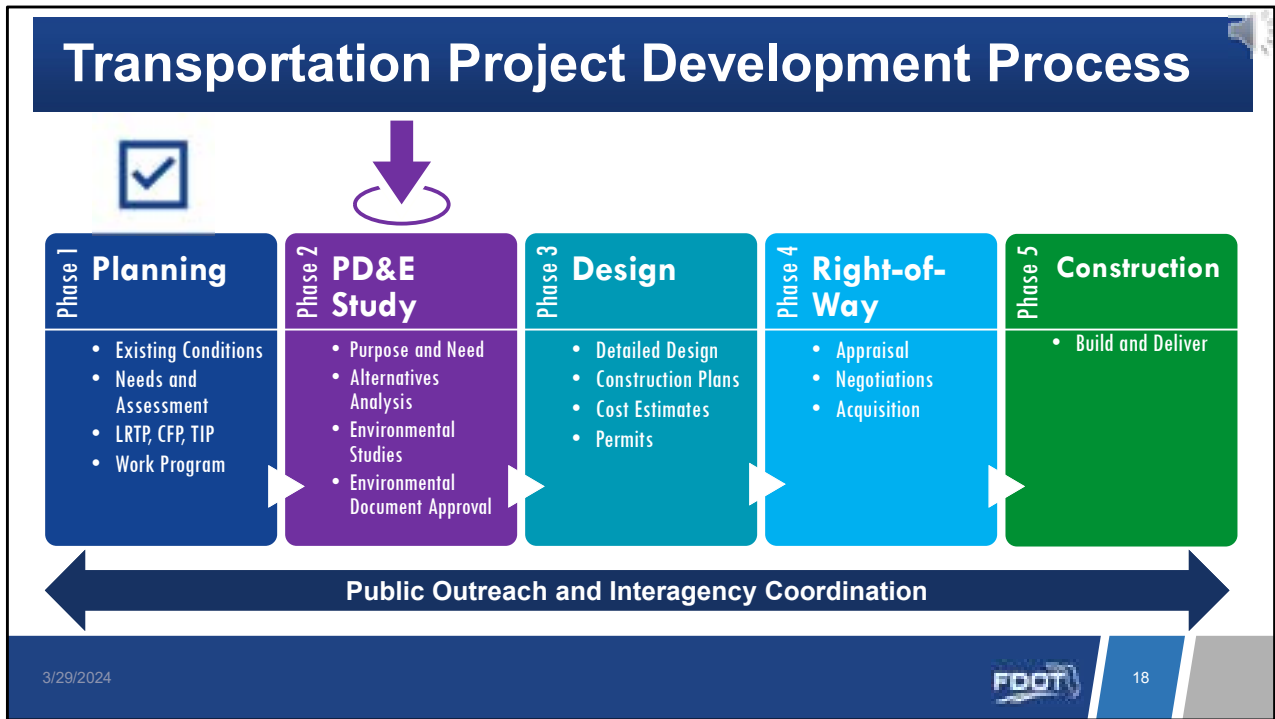 Transportation Project Development Process
Phase 1
Planning
• Existing Conditions
• Needs and
Assessment
• LRTP, CFP, TIP
• Work Program
Phase 2
PD&E
Study
• Purpose and Need
• Alternatives
Analysis
• Environmental
Studies
• Environmental
Document Approval
Phase 3
Design
• Detailed Design
• Construction Plans
• Cost Estimates
• Permits
Phase 4
Right-of-
Way
• Appraisal
• Negotiations
• Acquisition
Phase 5
Construction
• Build and Deliver
Public Outreach and Interagency Coordination
3/29/2024
FDOT
18